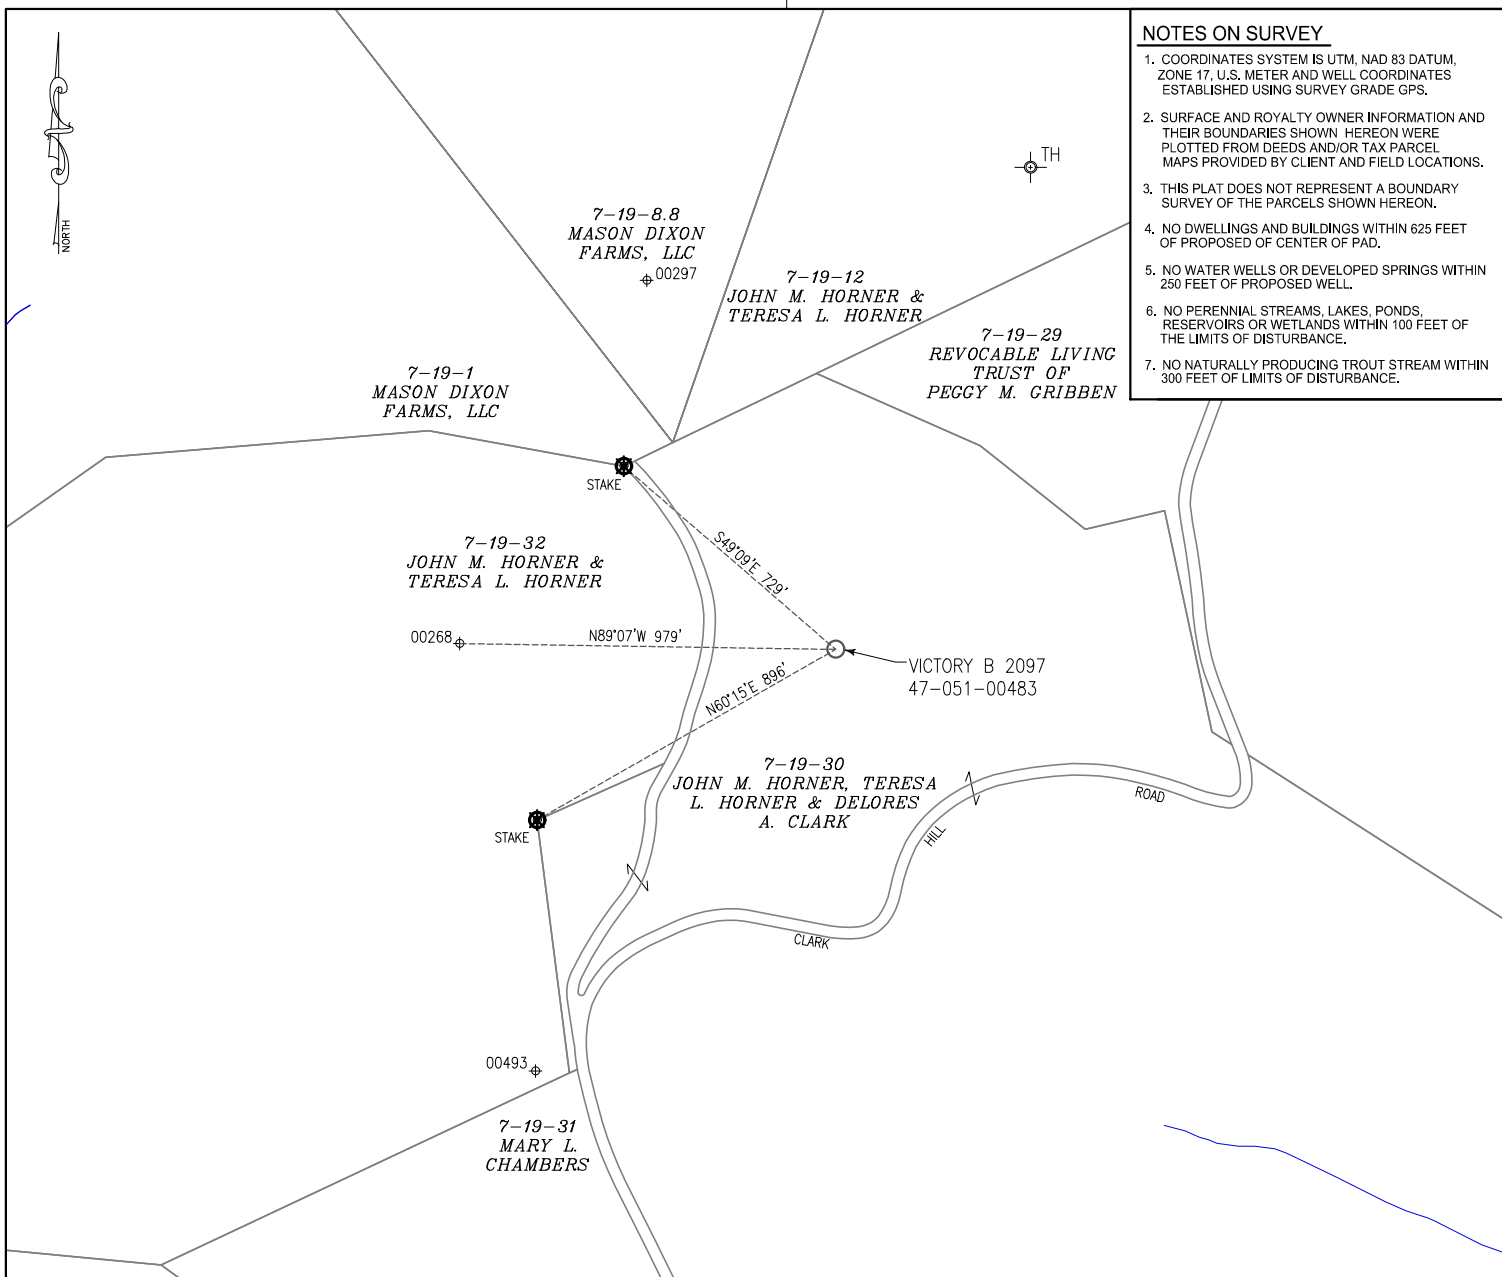 NOTES ON SURVEY
1. COORDINATES SYSTEM IS UTM, NAD 83 DATUM,
ZONE 17, U.S. METER AND WELL COORDINATES
ESTABLISHED USING SURVEY GRADE GPS.
2. SURFACE AND ROYALTY OWNER INFORMATION AND
THEIR BOUNDARIES SHOWN HEREON WERE
PLOTTED FROM DEEDS AND/OR TAX PARCEL
MAPS PROVIDED BY CLIENT AND FIELD LOCATIONS.
3. THIS PLAT DOES NOT REPRESENT A BOUNDARY
SURVEY OF THE PARCELS SHOWN HEREON.
4. NO DWELLINGS AND BUILDINGS WITHIN 625 FEET
OF PROPOSED OF CENTER OF PAD.
5. NO WATER WELLS OR DEVELOPED SPRINGS WITHIN
250 FEET OF PROPOSED WELL.
6. NO PERENNIAL STREAMS, LAKES, PONDS,
RESERVOIRS OR WETLANDS WITHIN 100 FEET OF
THE LIMITS OF DISTURBANCE.
7. NO NATURALLY PRODUCING TROUT STREAM WITHIN
300 FEET OF LIMITS OF DISTURBANCE.
NORTH
TH
7-19-8.8
MASON DIXON
FARMS, LLC
00297
7-19-12
JOHN M. HORNER &
TERESA L. HORNER
7-19-29
REVOCABLE LIVING
TRUST OF
PEGGY M. GRIBBEN
7-19-1
MASON DIXON
FARMS, LLC
STAKE
7-19-32
JOHN M. HORNER &
TERESA L. HORNER
S49°09'E 729'
00268
N89°07'W 979'
VICTORY B 2097
47-051-00483
N60°15'E 896'
7-19-30
JOHN M. HORNER, TERESA
L. HORNER & DELORES
A. CLARK
STAKE
ROAD
HILL
CLARK
00493
7-19-31
MARY L.
CHAMBERS